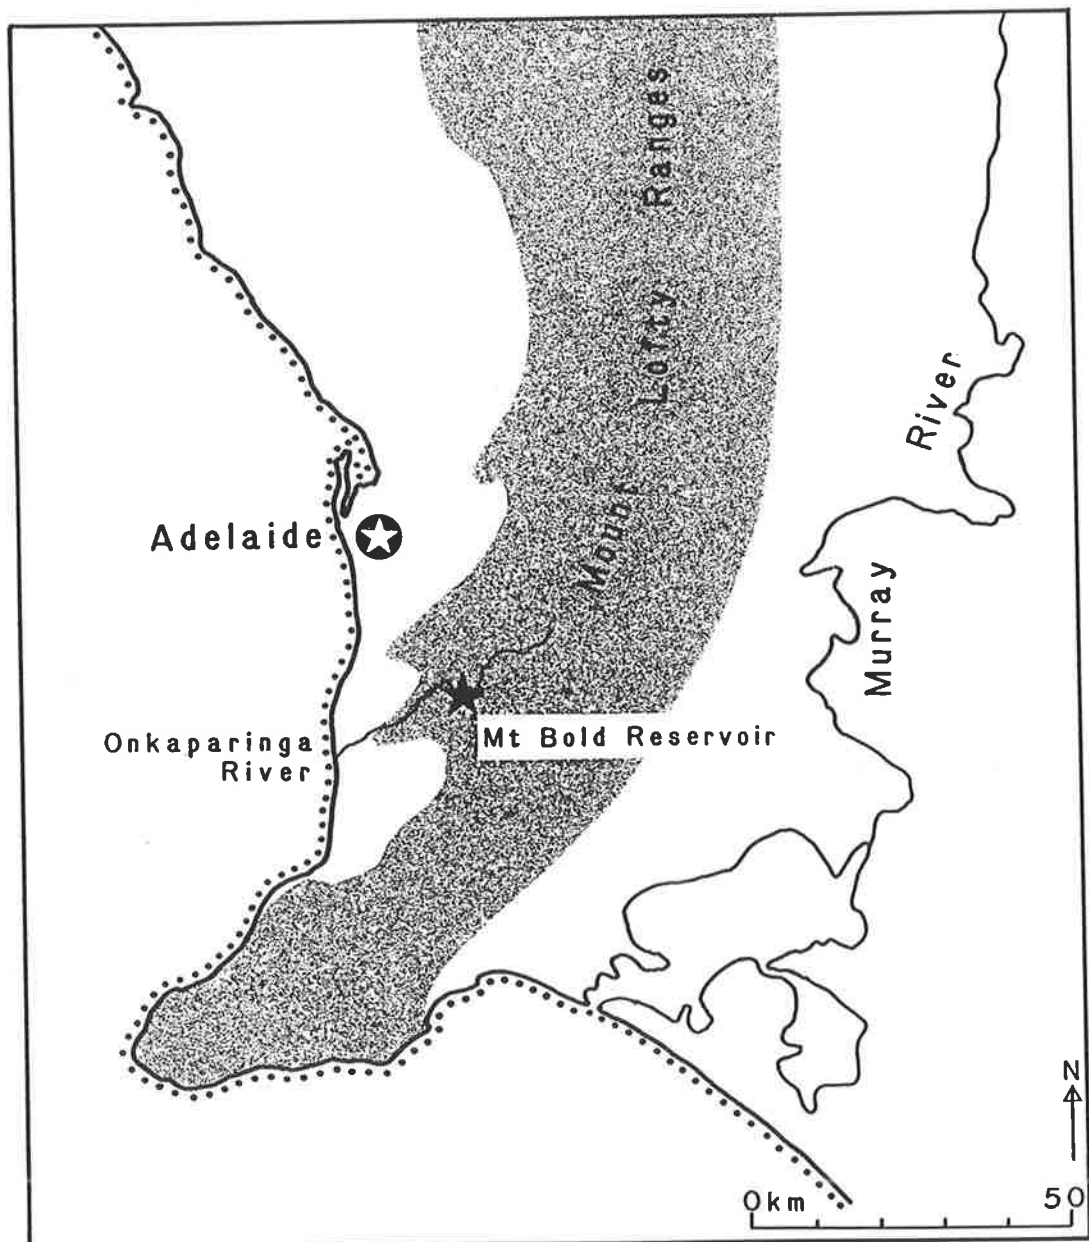 Mount Lofty Ranges
River
Murray
Adelaide
Onkaparinga
River
Mt Bold Reservoir
N
0km 50